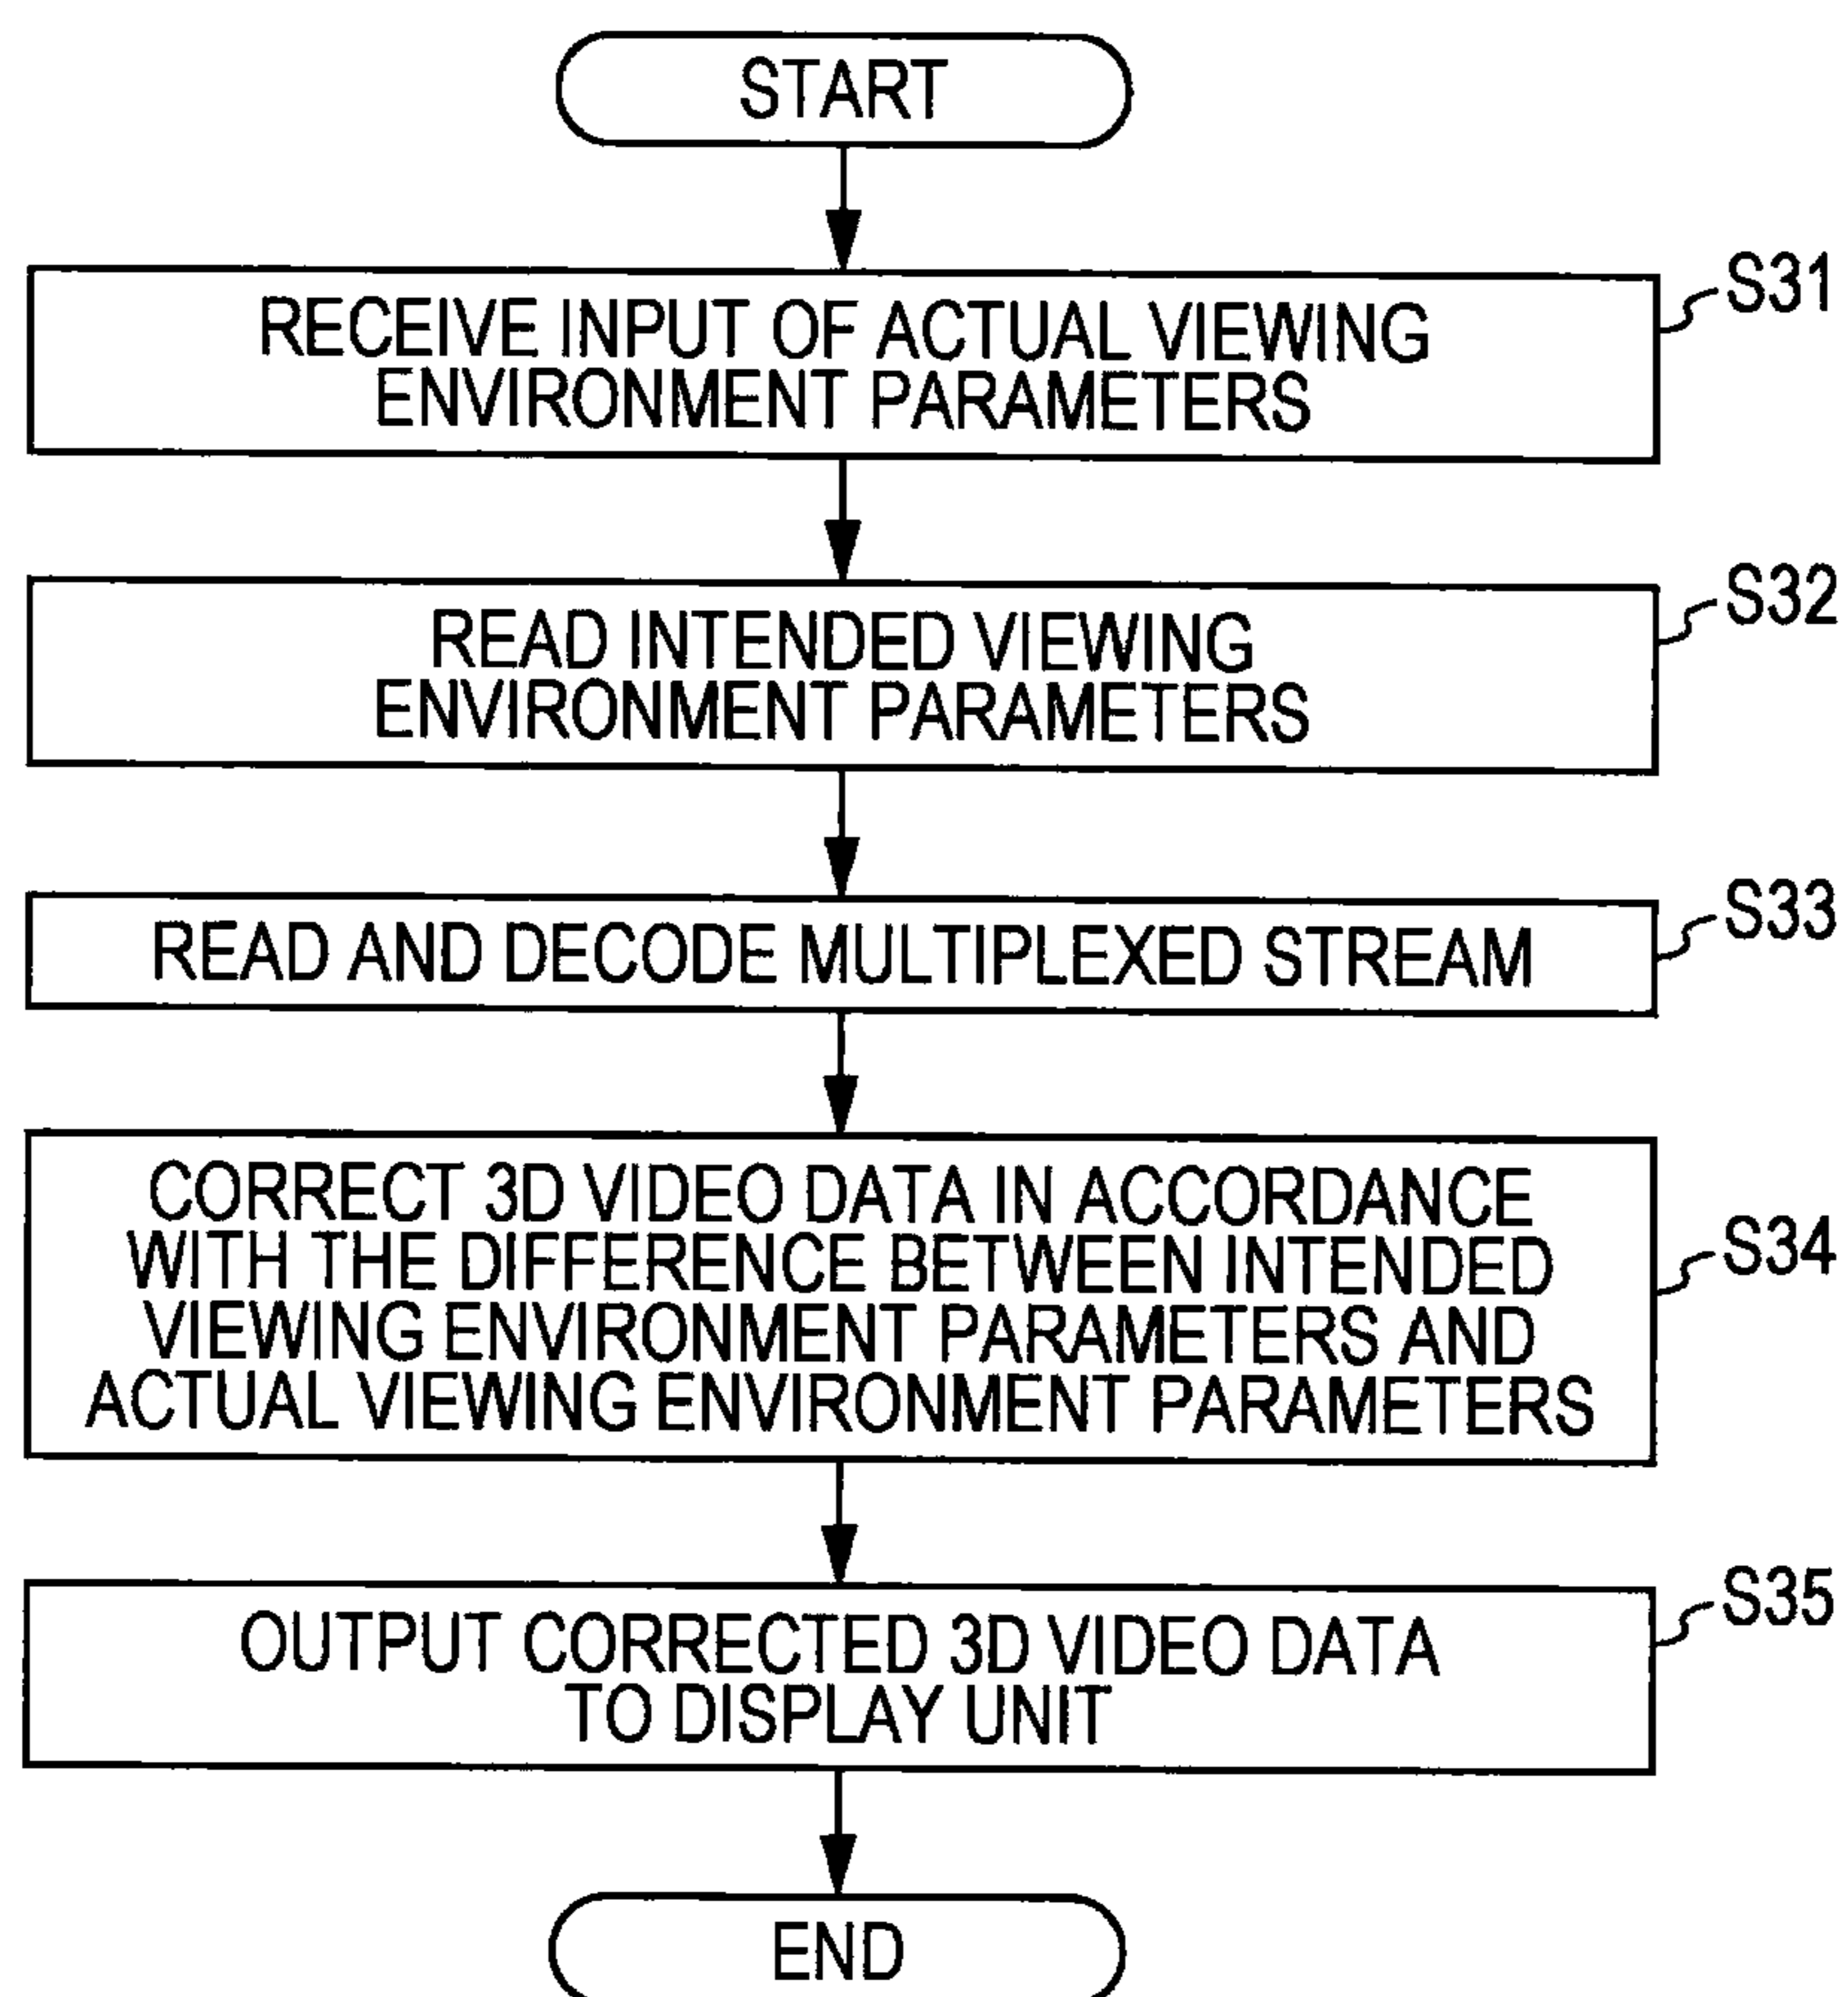 START
RECEIVE INPUT OF ACTUAL VIEWING
ENVIRONMENT PARAMETERS
S31
READ INTENDED VIEWING
ENVIRONMENT PARAMETERS
S32
READ AND DECODE MULTIPLEXED STREAM
S33
CORRECT 3D VIDEO DATA IN ACCORDANCE
WITH THE DIFFERENCE BETWEEN INTENDED
VIEWING ENVIRONMENT PARAMETERS AND
ACTUAL VIEWING ENVIRONMENT PARAMETERS
S34
OUTPUT CORRECTED 3D VIDEO DATA
TO DISPLAY UNIT
S35
END